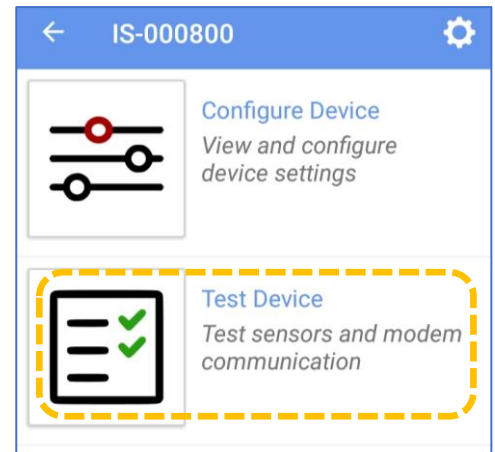 IS-000800
Configure Device
View and configure
device settings
Test Device
Test sensors and modem
communication